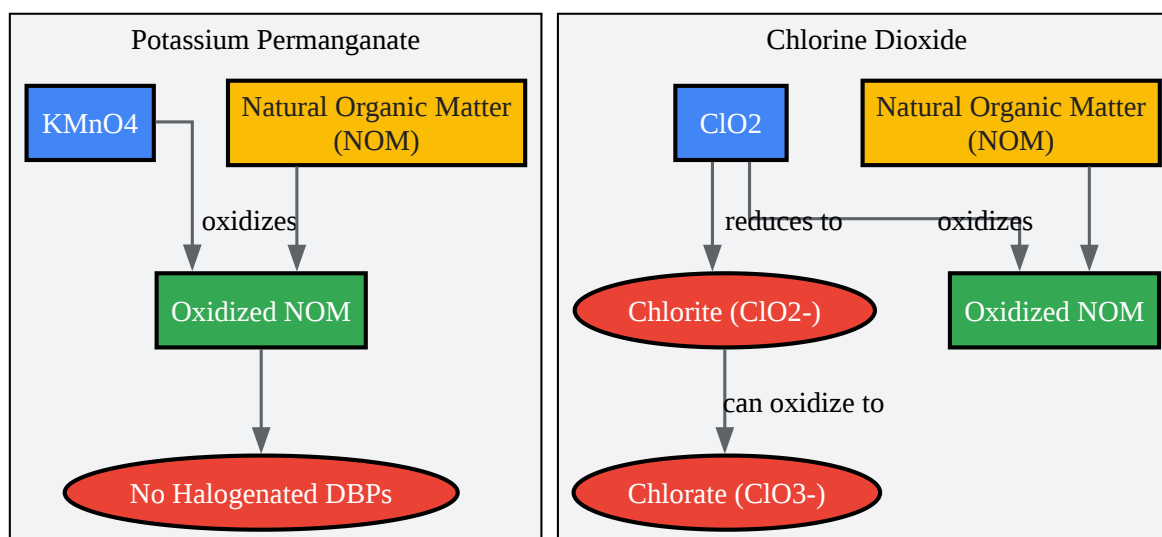 Potassium Permanganate
KMnO4
Natural Organic Matter
(NOM)
oxidizes
Oxidized NOM
No Halogenated DBPs
Chlorine Dioxide
ClO2
Natural Organic Matter
(NOM)
reduces to
oxidizes
Chlorite (ClO2-)
Oxidized NOM
can oxidize to
Chlorate (ClO3-)